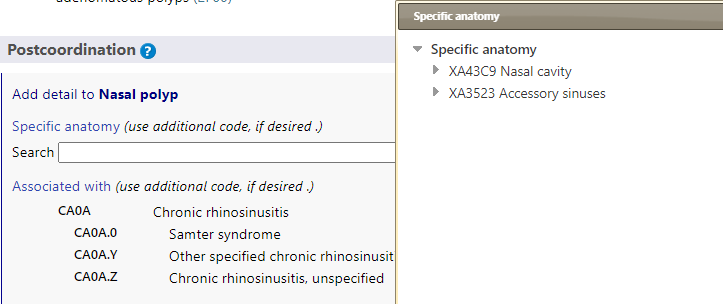 adenomatous polyps
Postcoordination ?
Add detail to Nasal polyp
Specific anatomy (use additional code, if desired .)
Search
Associated with (use additional code, if desired .)
CA0A Chronic rhinosinusitis
CA0A.0 Samter syndrome
CA0A.Y Other specified chronic rhinosinusit
CA0A.Z Chronic rhinosinusitis, unspecified
Specific anatomy
Specific anatomy
XA43C9 Nasal cavity
XA3523 Accessory sinuses